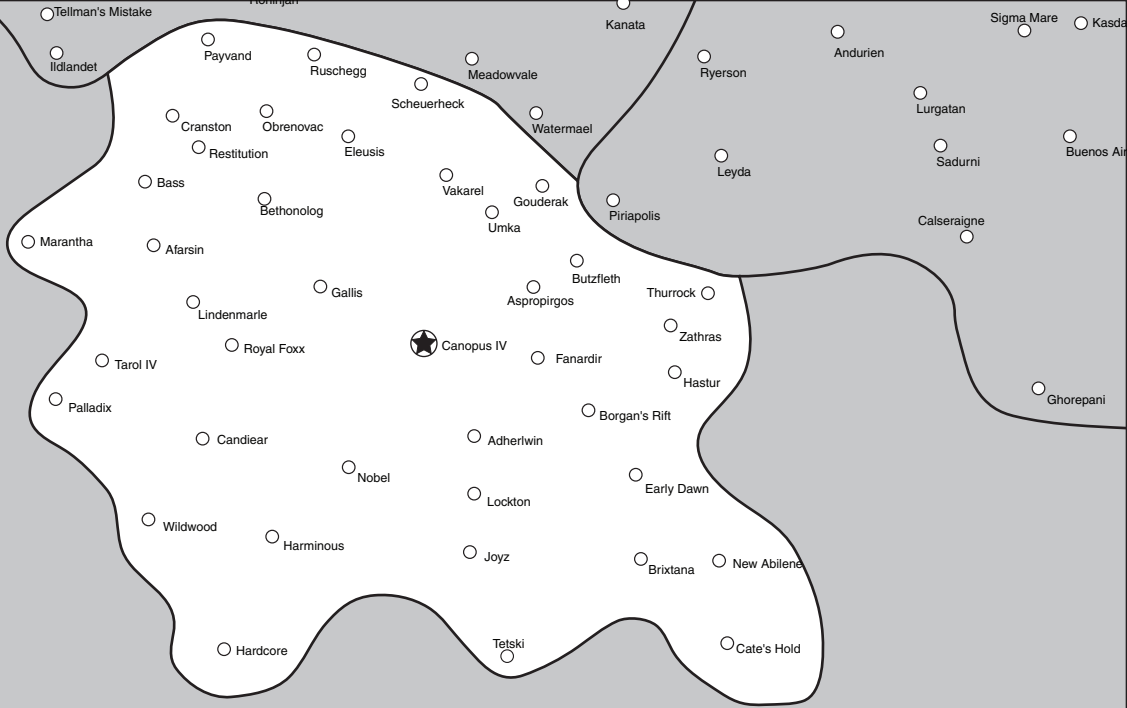 Tellman's Mistake
Kanata
Sigma Mare
Kasda
Andurien
Ildlandet
Payvand
Ruschegg
Meadowvale
Ryerson
Scheuerheck
Lurgatan
Cranston
Obrenovac
Watermael
Restitution
Eleusis
Buenos Air
Sadurni
Leyda
Bass
Vakarel
Gouderak
Bethonolog
Piriapolis
Umka
Calseraigne
Marantha
Afarsin
Butzfleth
Gallis
Aspropirgos
Thurrock
Lindenmarle
Zathras
Royal Foxx
Canopus IV
Fanardir
Tarol IV
Hastur
Palladix
Ghorepani
Borgan's Rift
Candiear
Adherlwin
Nobel
Early Dawn
Lockton
Wildwood
Harminous
Joyz
Brixtana
New Abilene
Hardcore
Tetski
Cate's Hold